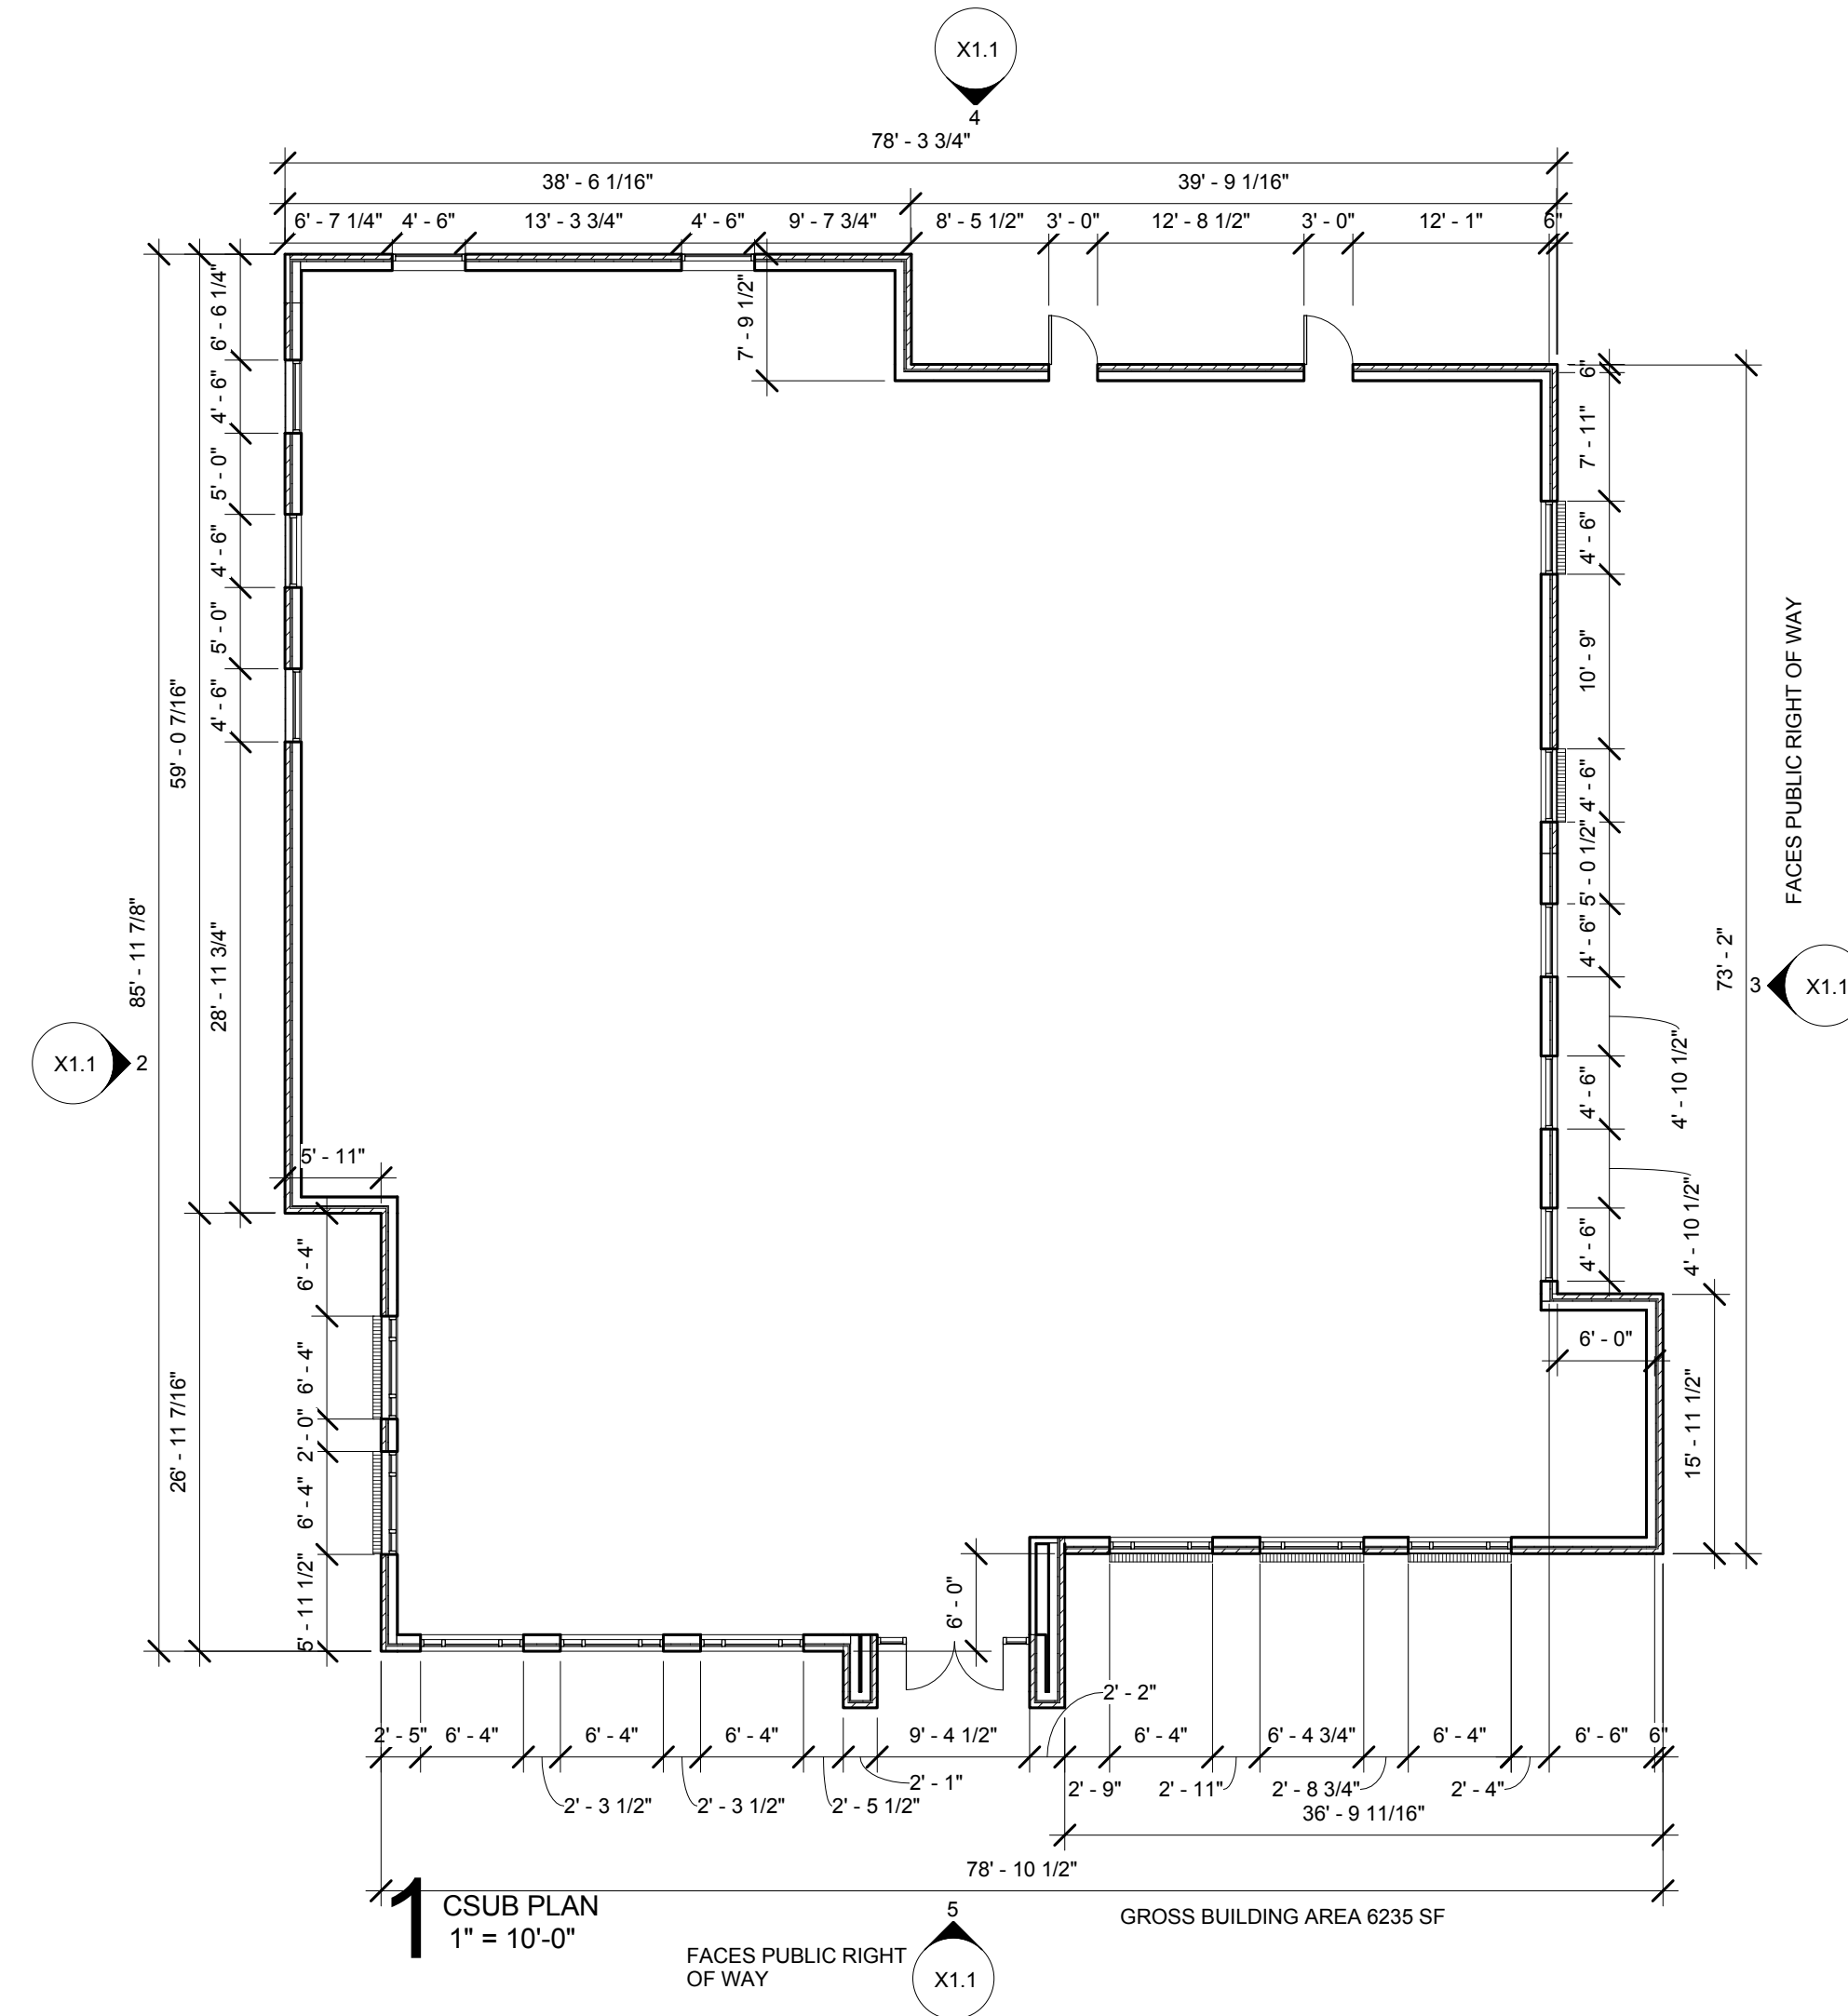 X1.1
4
78' - 3 3/4"
38' - 6 1/16"
39' - 9 1/16"
6' - 7 1/4"
4' - 6"
13' - 3 3/4"
4' - 6"
9' - 7 3/4"
8' - 5 1/2"
3' - 0"
12' - 8 1/2"
3' - 0"
12' - 1"
6"
7' - 9 1/2"
6' - 6 1/4"
4' - 6"
5' - 0"
4' - 6"
5' - 0"
4' - 6"
28' - 11 3/4"
59' - 0 7/16"
85' - 11 7/8"
26' - 11 7/16"
X1.1
2
5' - 11"
6' - 4"
6' - 4"
2' - 0"
6' - 4"
5' - 11 1/2"
6"
7' - 11"
4' - 6"
10' - 9"
4' - 6"
5' - 0 1/2"
4' - 6"
4' - 10 1/2"
4' - 6"
4' - 10 1/2"
4' - 6"
73' - 2"
15' - 11 1/2"
6' - 0"
FACES PUBLIC RIGHT OF WAY
3
X1.1
6' - 0"
2' - 5"
6' - 4"
6' - 4"
6' - 4"
9' - 4 1/2"
2' - 2"
6' - 4"
6' - 4 3/4"
6' - 4"
6' - 6"
6"
2' - 3 1/2"
2' - 3 1/2"
2' - 5 1/2"
2' - 1"
2' - 9"
2' - 11"
2' - 8 3/4"
2' - 4"
36' - 9 11/16"
78' - 10 1/2"
1
CSUB PLAN
1" = 10'-0"
GROSS BUILDING AREA 6235 SF
5
FACES PUBLIC RIGHT
OF WAY
X1.1